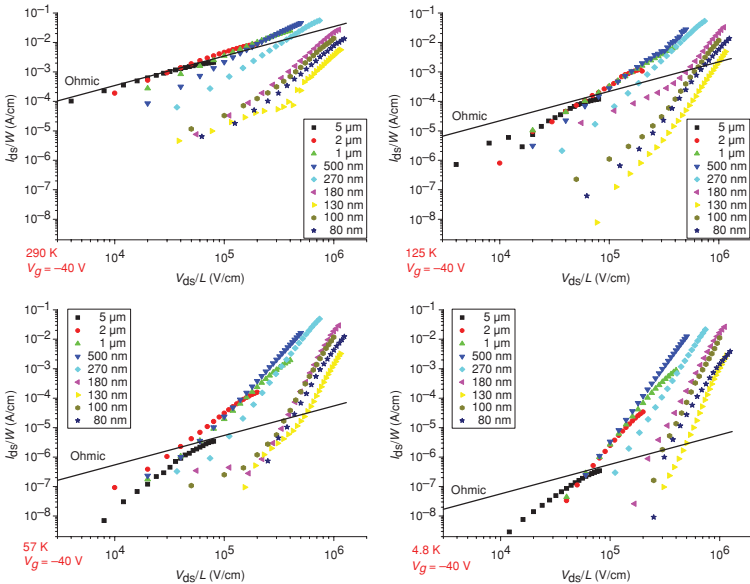 10⁻¹
10⁻²
10⁻³
10⁻⁴
10⁻⁵
10⁻⁶
10⁻⁷
10⁻⁸
I_ds/W (A/cm)
Ohmic
5 µm
2 µm
1 µm
500 nm
270 nm
180 nm
130 nm
100 nm
80 nm
10⁴
10⁵
10⁶
290 K
V_g = −40 V
V_ds/L (V/cm)
10⁻¹
10⁻²
10⁻³
10⁻⁴
10⁻⁵
10⁻⁶
10⁻⁷
10⁻⁸
I_ds/W (A/cm)
Ohmic
5 µm
2 µm
1 µm
500 nm
270 nm
180 nm
130 nm
100 nm
80 nm
10⁴
10⁵
10⁶
125 K
V_g = −40 V
V_ds/L (V/cm)
10⁻¹
10⁻²
10⁻³
10⁻⁴
10⁻⁵
10⁻⁶
10⁻⁷
10⁻⁸
I_ds/W (A/cm)
5 µm
2 µm
1 µm
500 nm
270 nm
180 nm
130 nm
100 nm
80 nm
Ohmic
10⁴
10⁵
10⁶
57 K
V_g = −40 V
V_ds/L (V/cm)
10⁻¹
10⁻²
10⁻³
10⁻⁴
10⁻⁵
10⁻⁶
10⁻⁷
10⁻⁸
I_ds/W (A/cm)
5 µm
2 µm
1 µm
500 nm
270 nm
180 nm
130 nm
100 nm
80 nm
Ohmic
10⁴
10⁵
10⁶
4.8 K
V_g = −40 V
V_ds/L (V/cm)